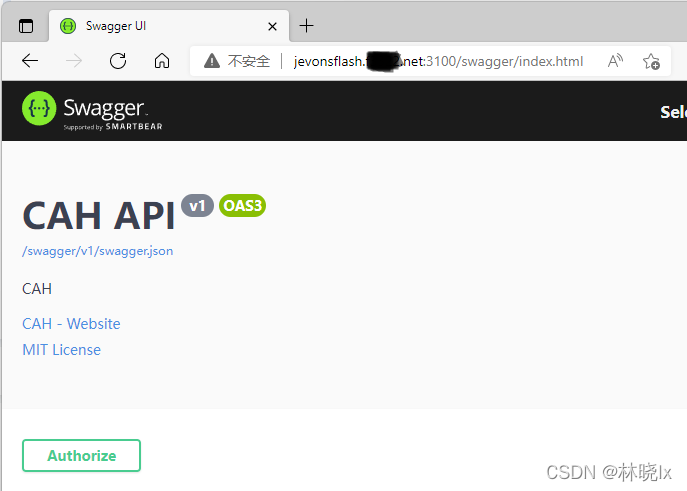 Swagger UI
不安全 jevonsflash. .net:3100/swagger/index.html
Swagger
Supported by SMARTBEAR
Sele
CAH API v1 OAS3
/swagger/v1/swagger.json
CAH
CAH - Website
MIT License
Authorize
CSDN @林晓lx